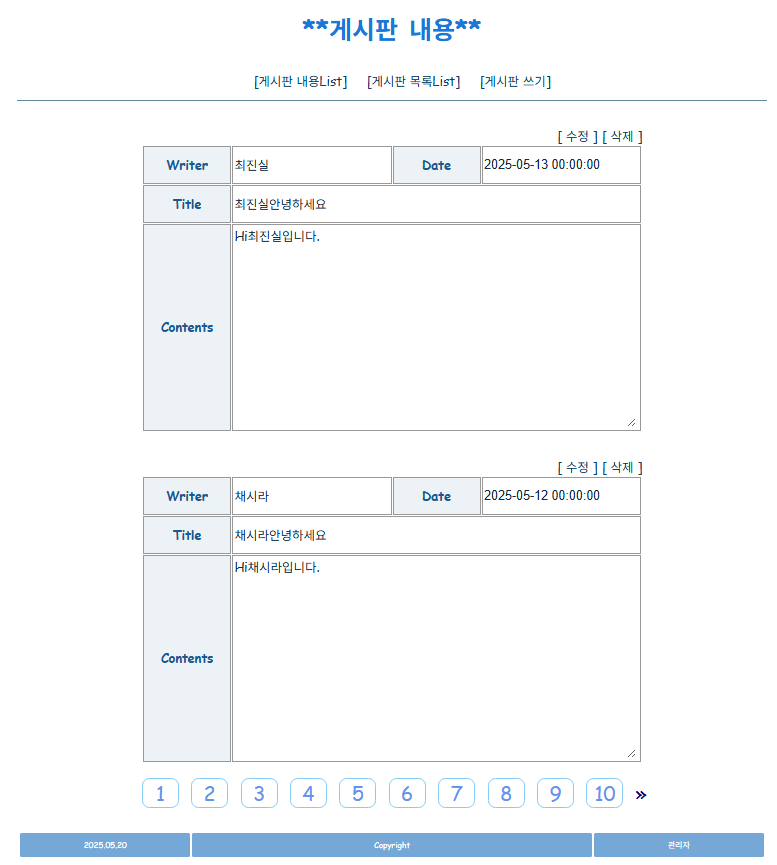 **게시판 내용**
[게시판 내용List] [게시판 목록List] [게시판 쓰기]
[ 수정 ] [ 삭제 ]
Writer 최진실 Date 2025-05-13 00:00:00
Title 최진실안녕하세요
Contents Hi최진실입니다.
[ 수정 ] [ 삭제 ]
Writer 채시라 Date 2025-05-12 00:00:00
Title 채시라안녕하세요
Contents Hi채시라입니다.
1 2 3 4 5 6 7 8 9 10 »
2025.05.20 Copyright 관리자